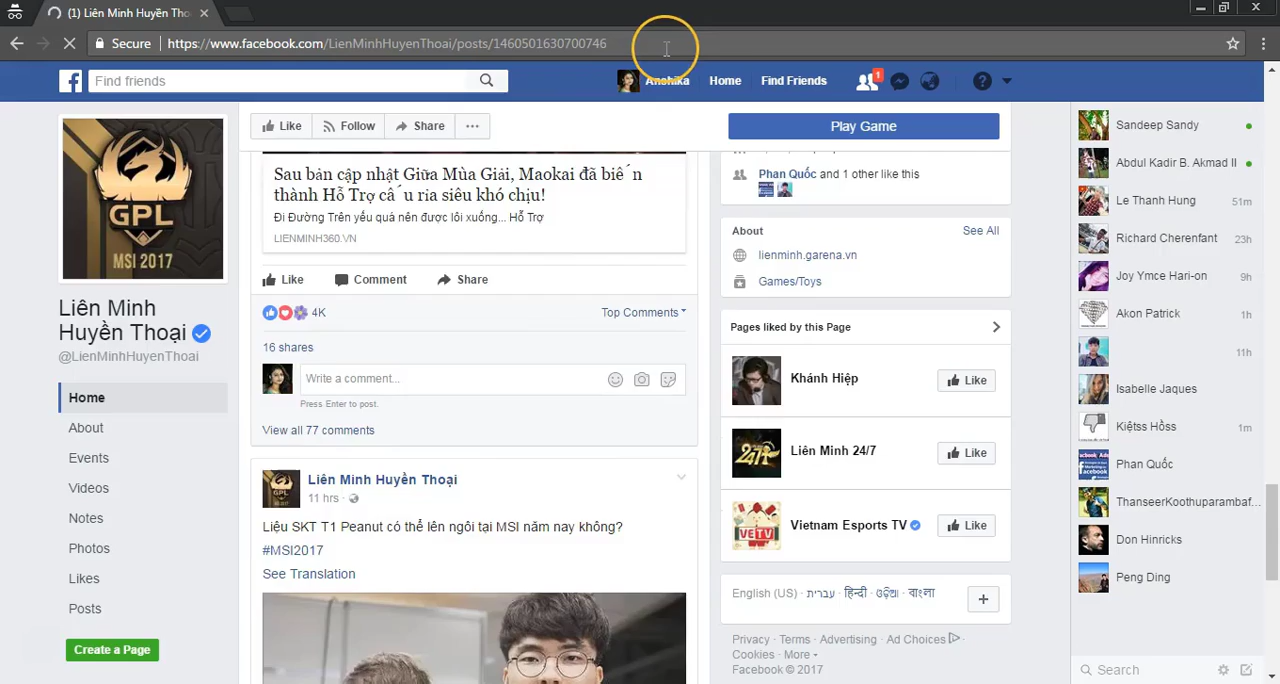 (1) Liên Minh Huyền Tho
Secure
https://www.facebook.com/LienMinhHuyenThoai/posts/1460501630700746
Find friends
Anshika
Home
Find Friends
1
GPL
MSI 2017
Liên Minh
Huyền Thoại
@LienMinhHuyenThoai
Home
About
Events
Videos
Notes
Photos
Likes
Posts
Create a Page
Like
Follow
Share
Play Game
Sau bản cập nhật Giữa Mùa Giải, Maokai đã biến
thành Hỗ Trợ cấu rỉa siêu khó chịu!
Đi Đường Trên yếu quá nên được lôi xuống... Hỗ Trợ
LIENMINH360.VN
Like
Comment
Share
4K
Top Comments
16 shares
Write a comment...
Press Enter to post.
View all 77 comments
Liên Minh Huyền Thoại
11 hrs
Liệu SKT T1 Peanut có thể lên ngôi tại MSI năm nay không?
#MSI2017
See Translation
Phan Quốc and 1 other like this
About
See All
lienminh.garena.vn
Games/Toys
Pages liked by this Page
Khánh Hiệp
Like
Liên Minh 24/7
Like
Vietnam Esports TV
Like
English (US) · עברית · हिन्दी · ଓଡ଼ିଆ · বাংলা
Privacy · Terms · Advertising · Ad Choices
Cookies · More
Facebook © 2017
Sandeep Sandy
Abdul Kadir B. Akmad II
Le Thanh Hung
51m
Richard Cherenfant
23h
Joy Ymce Hari-on
9h
Akon Patrick
1h
11h
Isabelle Jaques
Kiệtss Hồss
1m
Phan Quốc
ThanseerKoothuparambaf...
Don Hinricks
Peng Ding
Search